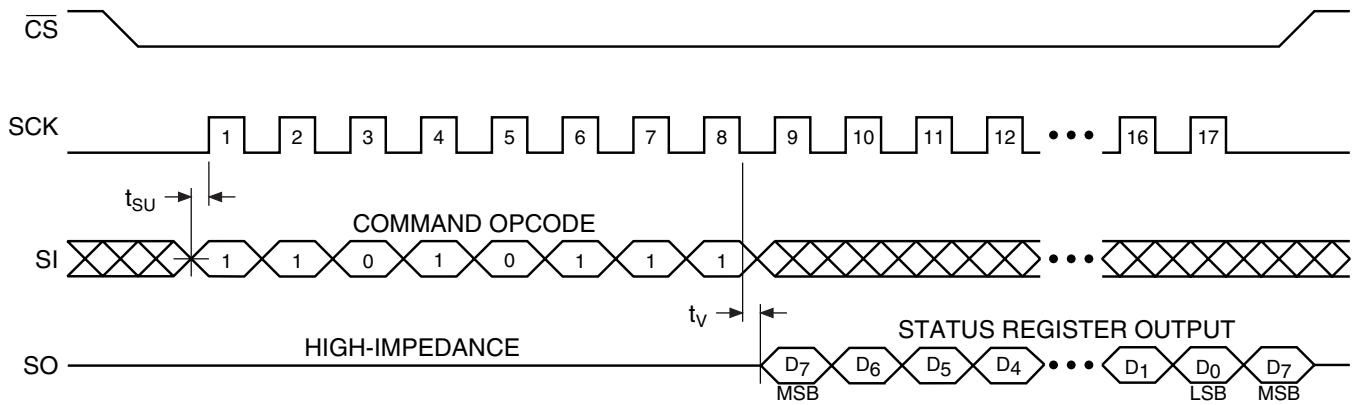 CS
SCK 1 2 3 4 5 6 7 8 9 10 11 12 ••• 16 17
tSU
COMMAND OPCODE
SI 1 1 0 1 0 1 1 1 •••
tV
STATUS REGISTER OUTPUT
HIGH-IMPEDANCE
SO D7 D6 D5 D4 ••• D1 D0 D7
MSB LSB MSB